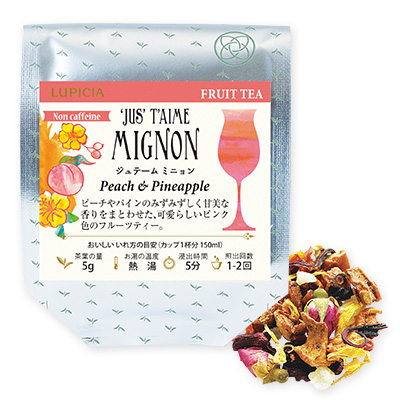 LUPICIA
FRUIT TEA
Non caffeine
'JUS' T'AIME
MIGNON
ジュテーム ミニョン
Peach & Pineapple
ピーチやパインのみずみずしく甘美な
香りをまとわせた、可愛らしいピンク
色のフルーツティー。
おいしいいれ方の目安(カップ1杯分 150ml)
茶葉の量 お湯の温度 浸出時間 煎出回数
5g 熱湯 5分 1-2回